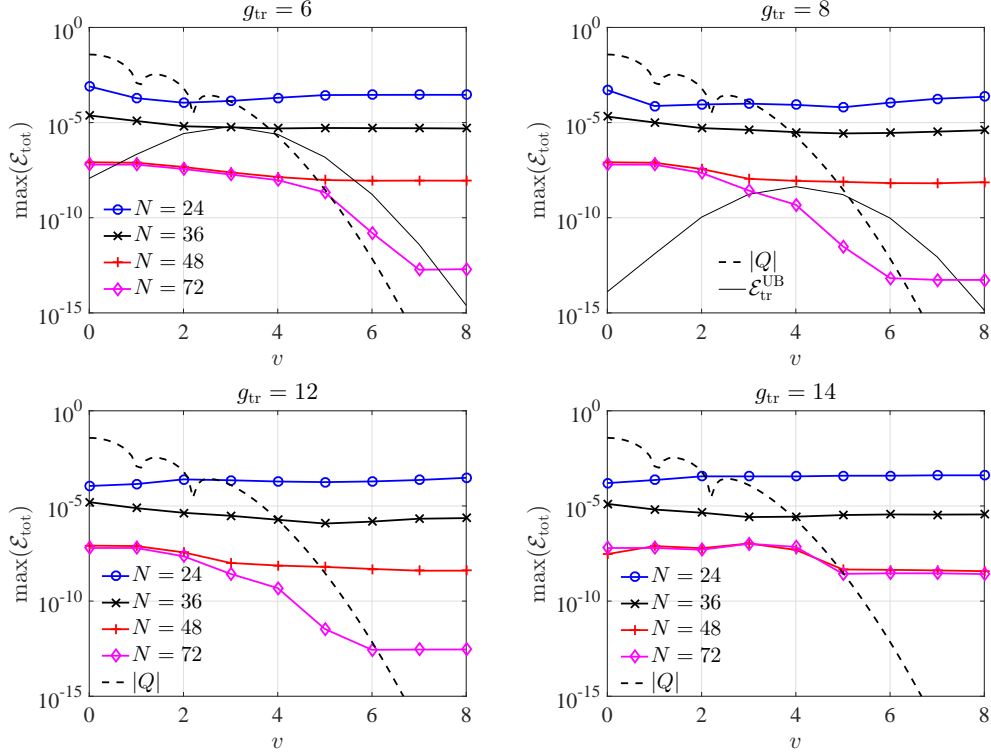 g_tr = 6
max(ℰ_tot)
10^0
10^-5
10^-10
10^-15
N = 24
N = 36
N = 48
N = 72
0 2 4 6 8
v
g_tr = 8
max(ℰ_tot)
10^0
10^-5
10^-10
10^-15
|Q|
ℰ_tr^UB
0 2 4 6 8
v
g_tr = 12
max(ℰ_tot)
10^0
10^-5
10^-10
10^-15
N = 24
N = 36
N = 48
N = 72
|Q|
0 2 4 6 8
v
g_tr = 14
max(ℰ_tot)
10^0
10^-5
10^-10
10^-15
N = 24
N = 36
N = 48
N = 72
|Q|
0 2 4 6 8
v